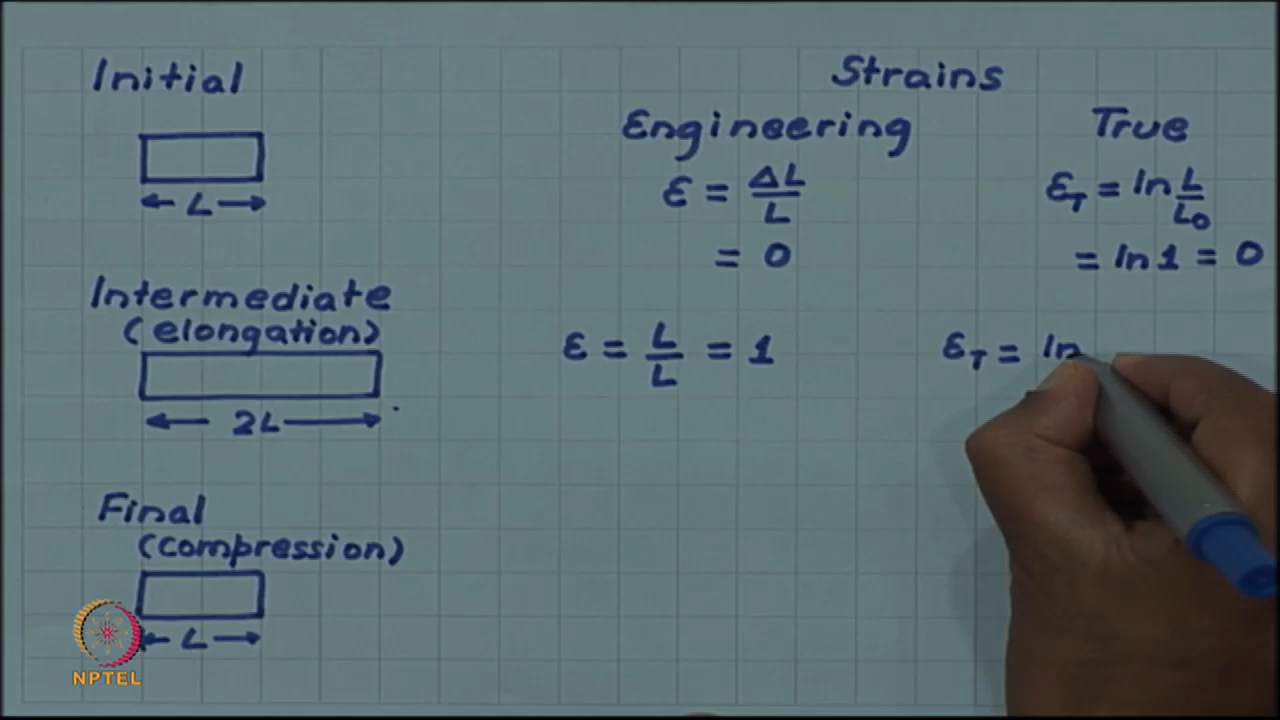 Initial
L
Intermediate
(elongation)
2L
Final
(compression)
L
Strains
Engineering
True
ε = ΔL/L
= 0
ε_T = ln L/L₀
= ln 1 = 0
ε = L/L = 1
ε_T = ln
NPTEL